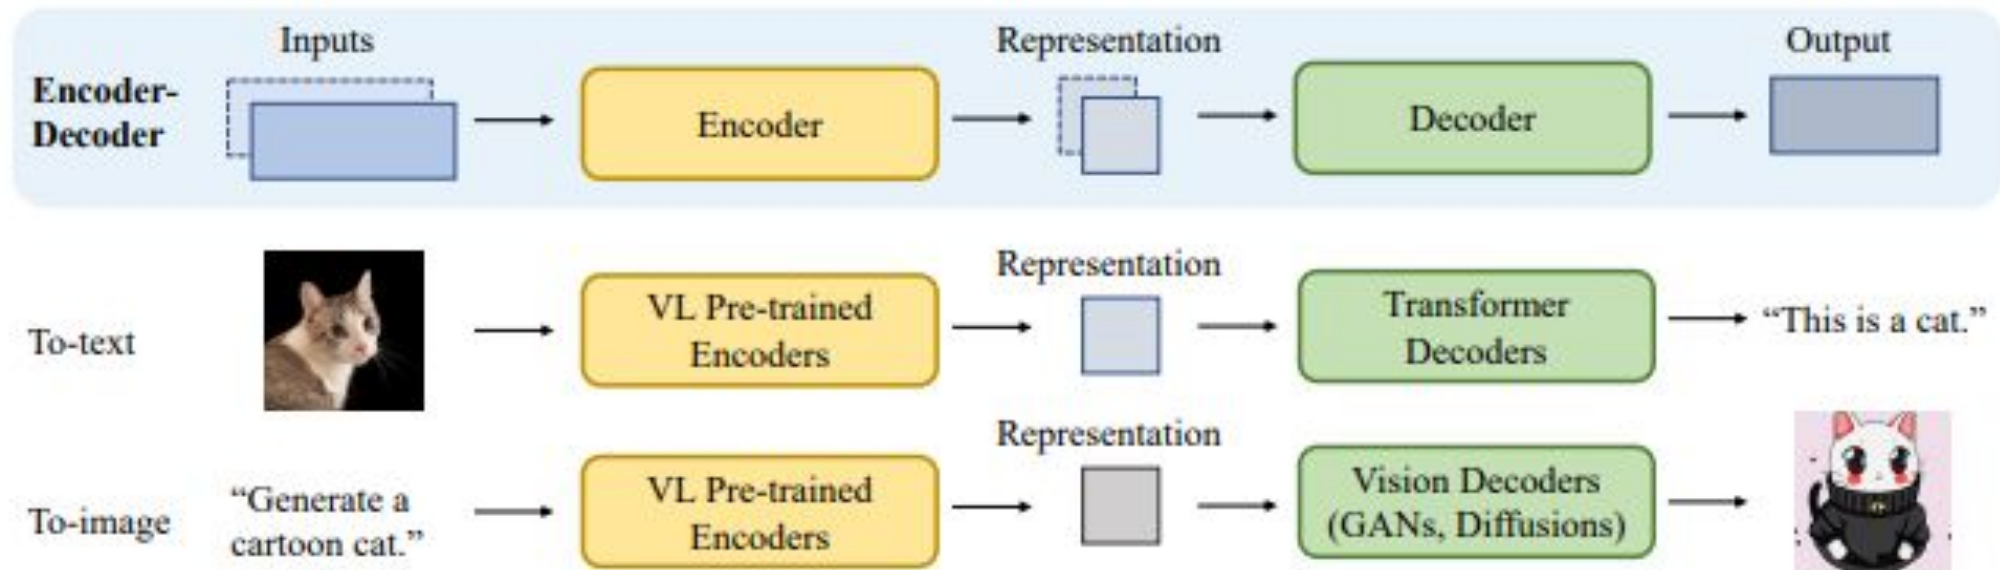 Inputs
Representation
Output
Encoder-
Decoder
Encoder
Decoder
Representation
To-text
VL Pre-trained
Encoders
Transformer
Decoders
“This is a cat.”
Representation
To-image
“Generate a
cartoon cat.”
VL Pre-trained
Encoders
Vision Decoders
(GANs, Diffusions)